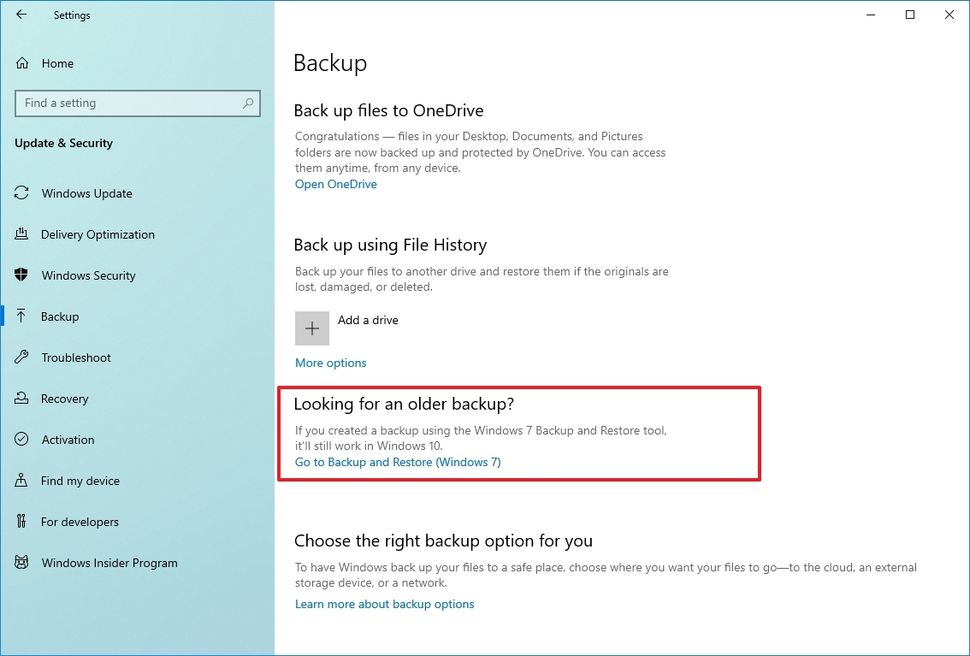 Settings
Home
Find a setting
Update & Security
Windows Update
Delivery Optimization
Windows Security
Backup
Troubleshoot
Recovery
Activation
Find my device
For developers
Windows Insider Program
Backup
Back up files to OneDrive
Congratulations — files in your Desktop, Documents, and Pictures
folders are now backed up and protected by OneDrive. You can access
them anytime, from any device.
Open OneDrive
Back up using File History
Back up your files to another drive and restore them if the originals are
lost, damaged, or deleted.
Add a drive
More options
Looking for an older backup?
If you created a backup using the Windows 7 Backup and Restore tool,
it'll still work in Windows 10.
Go to Backup and Restore (Windows 7)
Choose the right backup option for you
To have Windows back up your files to a safe place, choose where you want your files to go—to the cloud, an external
storage device, or a network.
Learn more about backup options